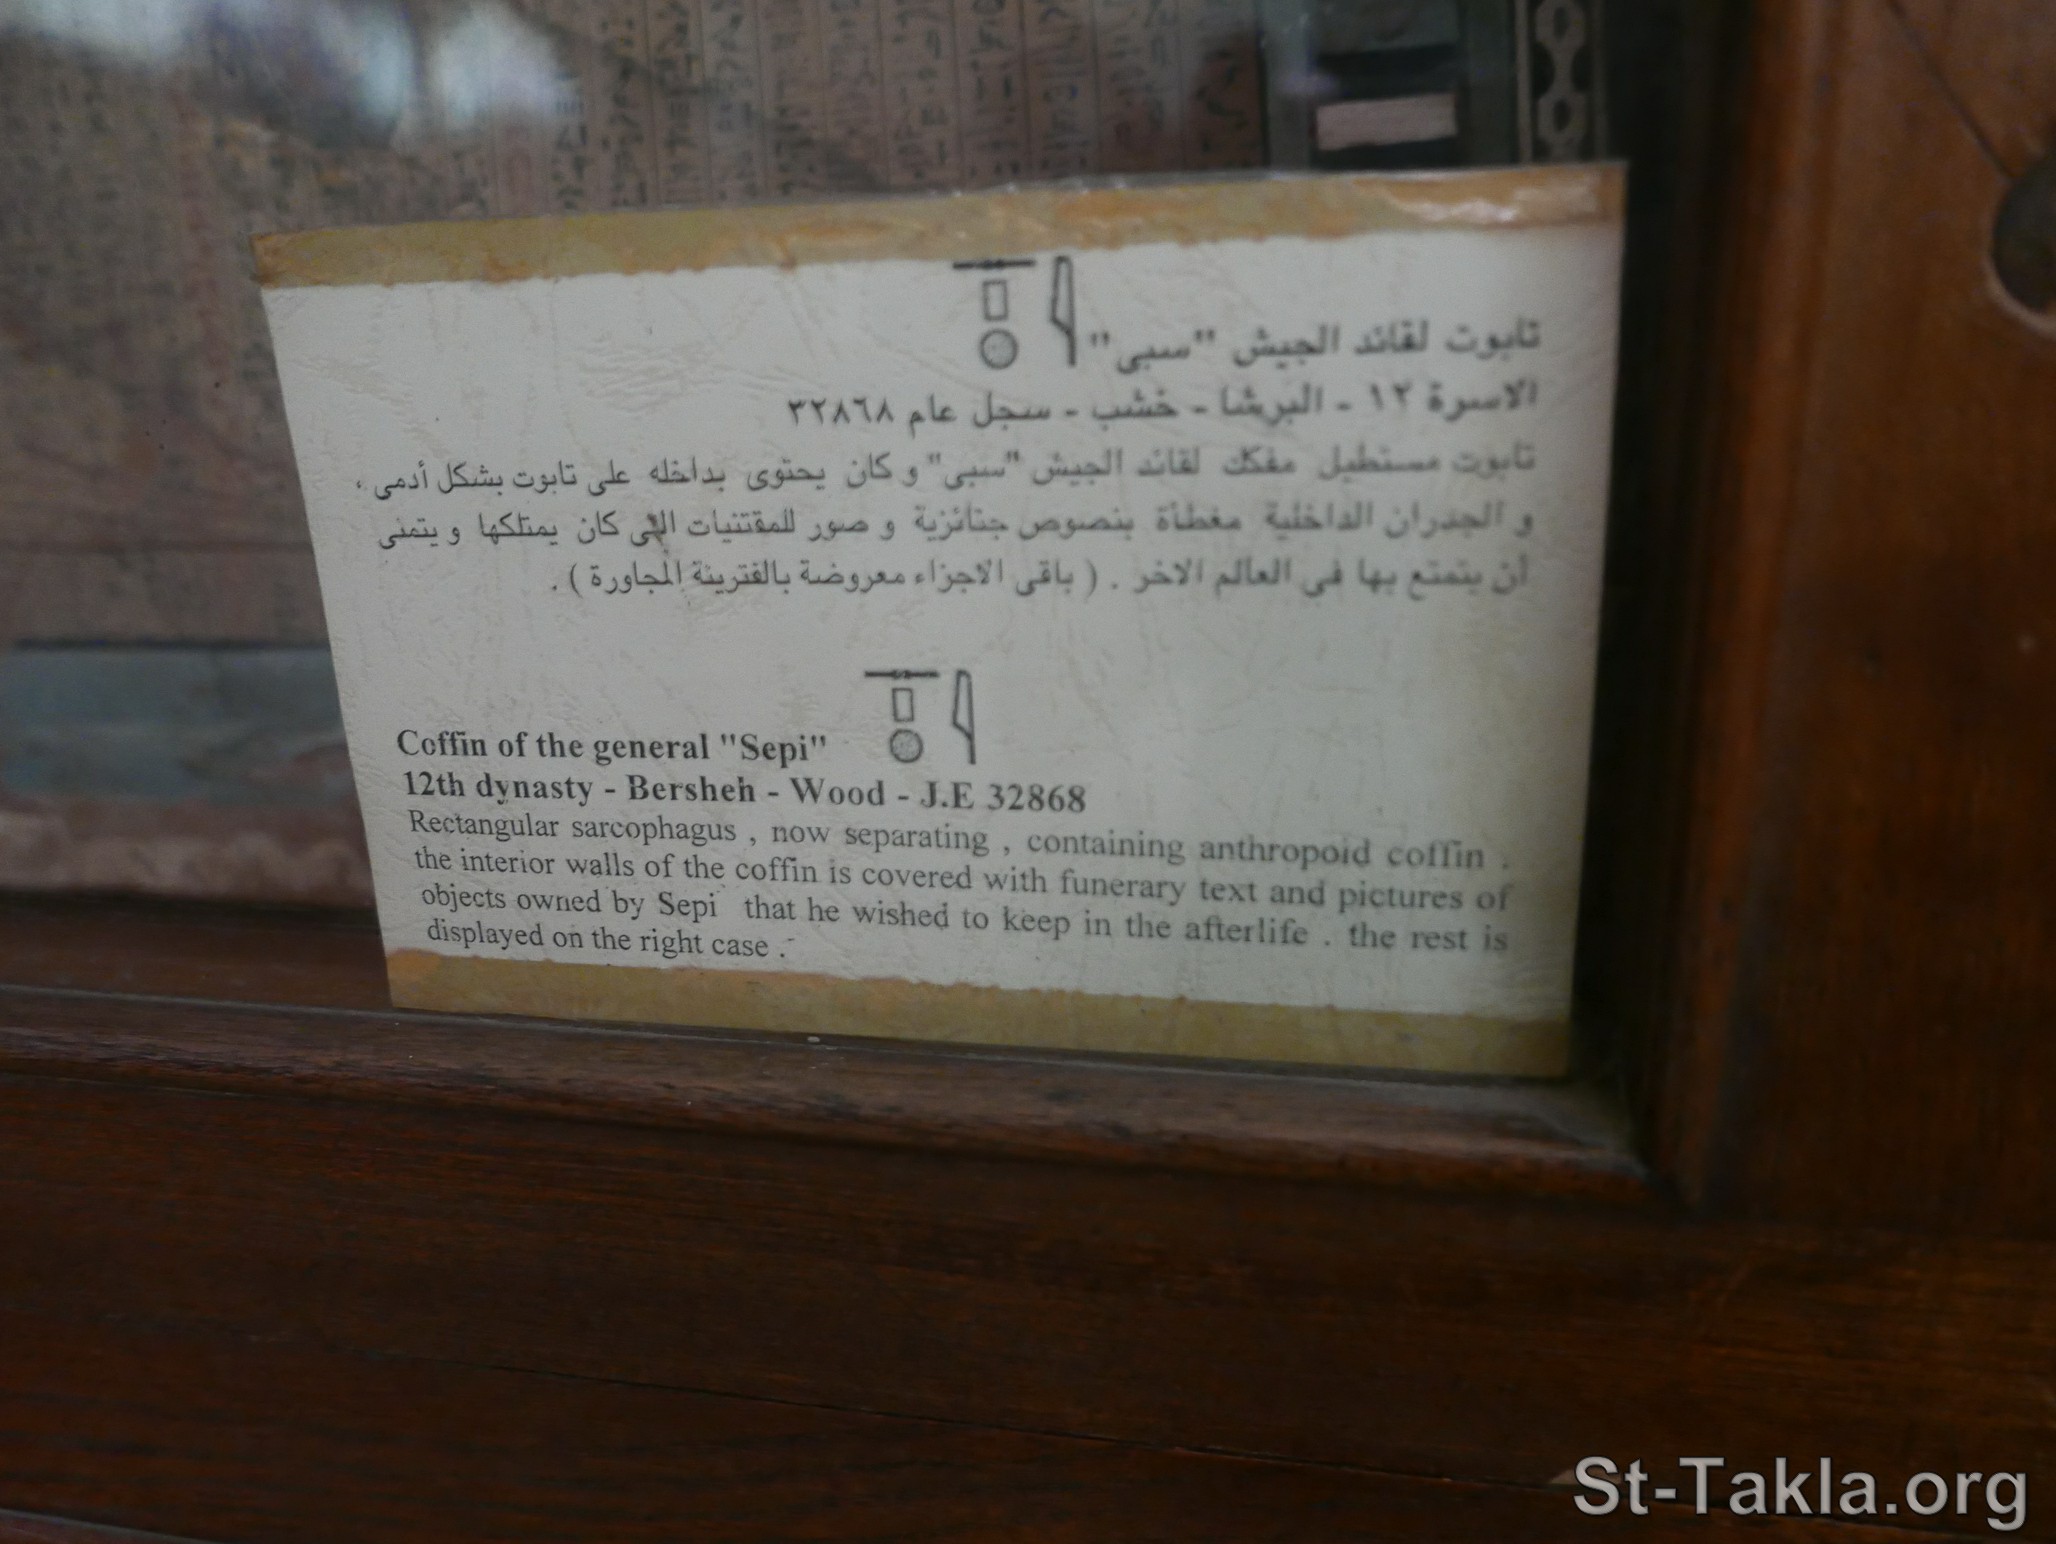 تابوت لقائد الجيش "سبى"
الاسرة ١٢ - البرشا - خشب - سجل عام ٣٢٨٦٨
تابوت مستطيل مفكك لقائد الجيش "سبى" و كان يحتوى بداخله على تابوت بشكل أدمى ،
و الجدران الداخلية مغطأة بنصوص جنائزية و صور للمقتنيات التى كان يمتلكها و يتمنى
أن يتمتع بها فى العالم الاخر . ( باقى الاجزاء معروضة بالفترينة المجاورة ) .
Coffin of the general "Sepi"
12th dynasty - Bersheh - Wood - J.E 32868
Rectangular sarcophagus , now separating , containing anthropoid coffin .
the interior walls of the coffin is covered with funerary text and pictures of
objects owned by Sepi that he wished to keep in the afterlife . the rest is
displayed on the right case .
St-Takla.org